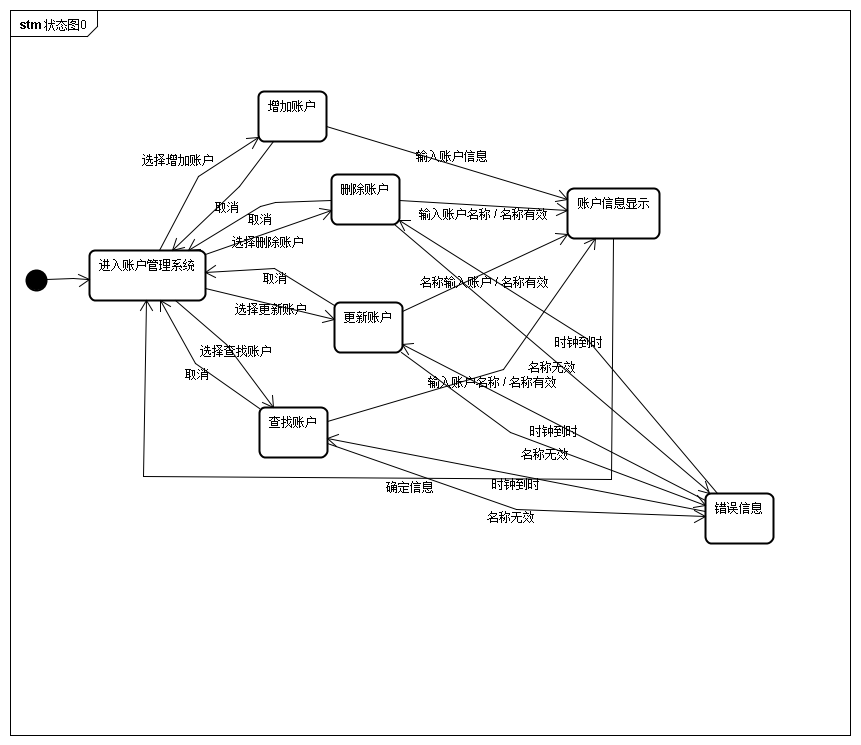 stm 状态图0
增加账户
选择增加账户
输入账户信息
删除账户
账户信息显示
取消
取消
输入账户名称 / 名称有效
选择删除账户
进入账户管理系统
取消
名称输入账户 / 名称有效
选择更新账户
更新账户
时钟到时
选择查找账户
名称无效
取消
输入账户名称 / 名称有效
查找账户
时钟到时
名称无效
确定信息
时钟到时
名称无效
错误信息